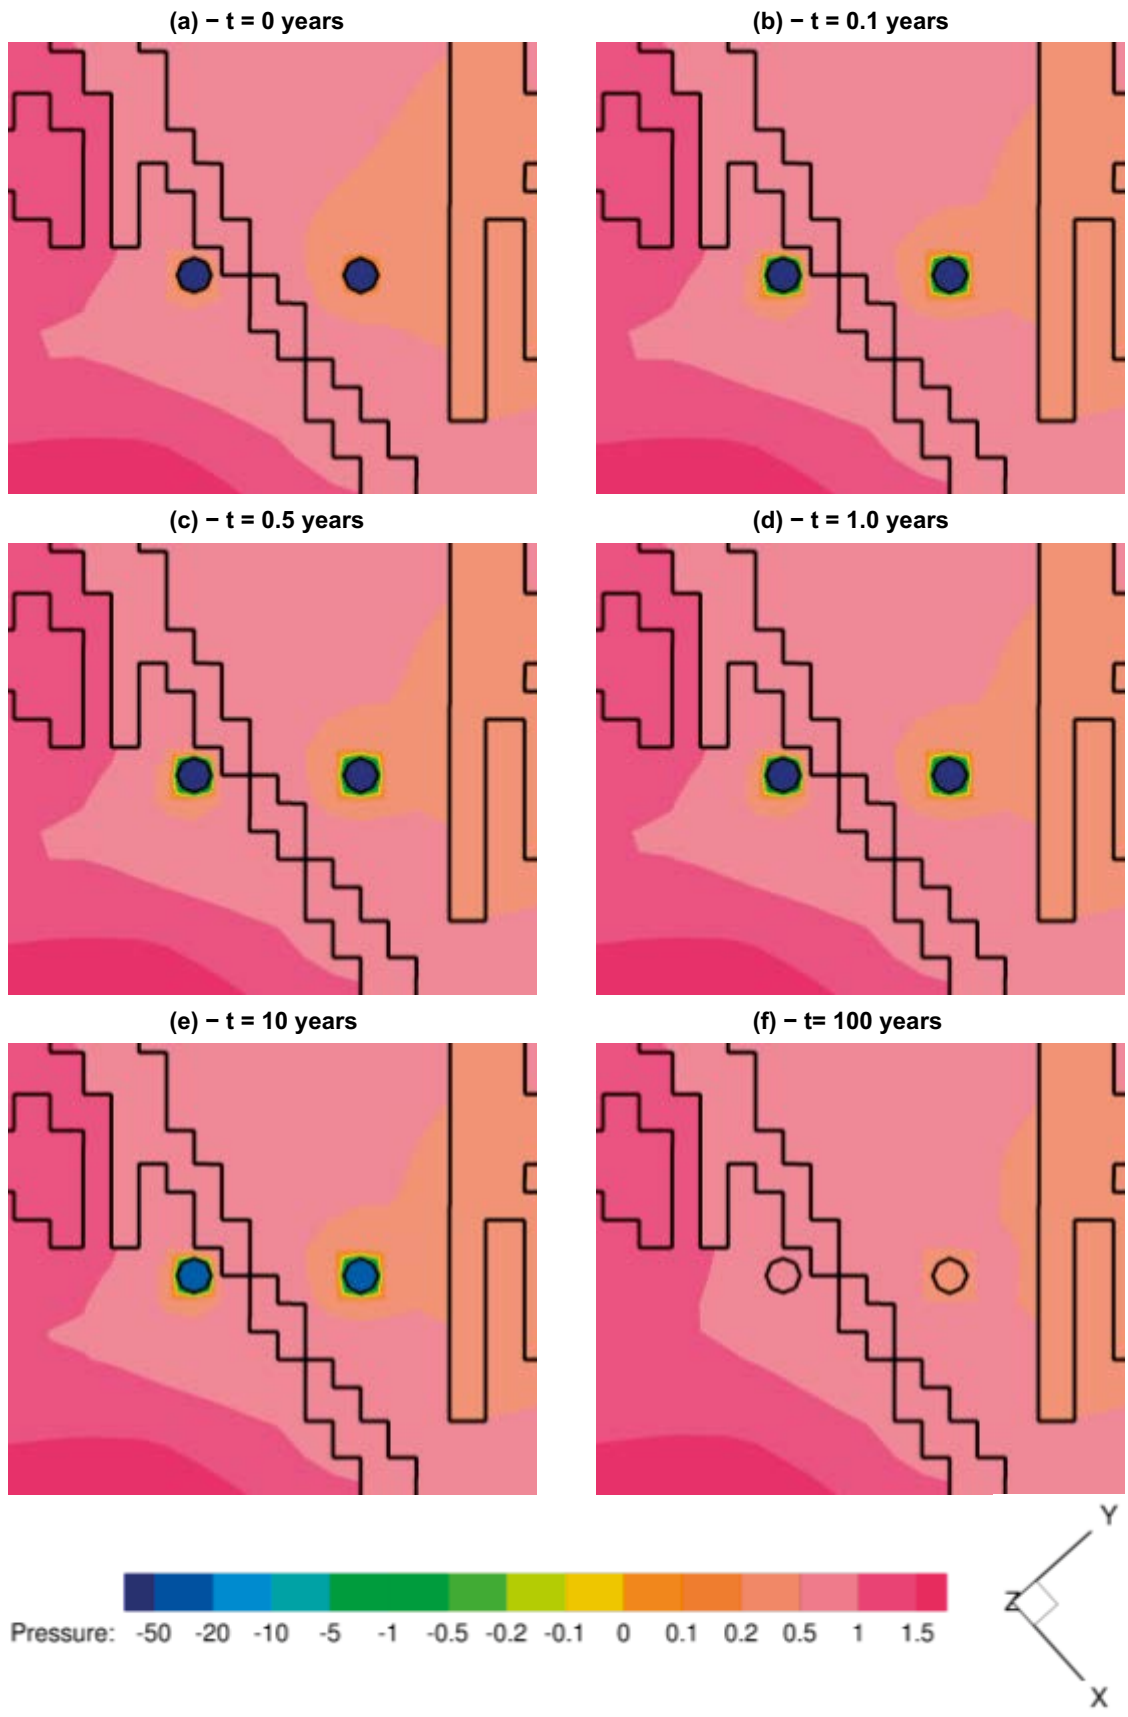 (a) − t = 0 years
(b) − t = 0.1 years
(c) − t = 0.5 years
(d) − t = 1.0 years
(e) − t = 10 years
(f) − t= 100 years
Pressure: -50 -20 -10 -5 -1 -0.5 -0.2 -0.1 0 0.1 0.2 0.5 1 1.5
Y
Z
X